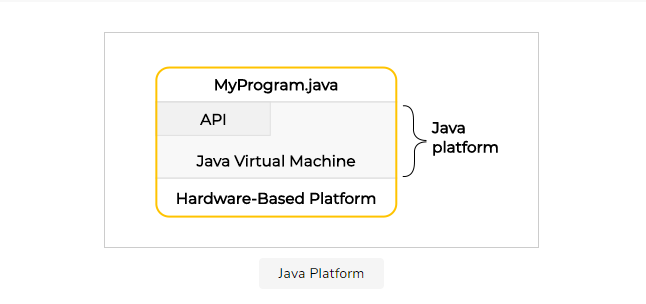 MyProgram.java
API
Java Virtual Machine
Hardware-Based Platform
Java
platform
Java Platform